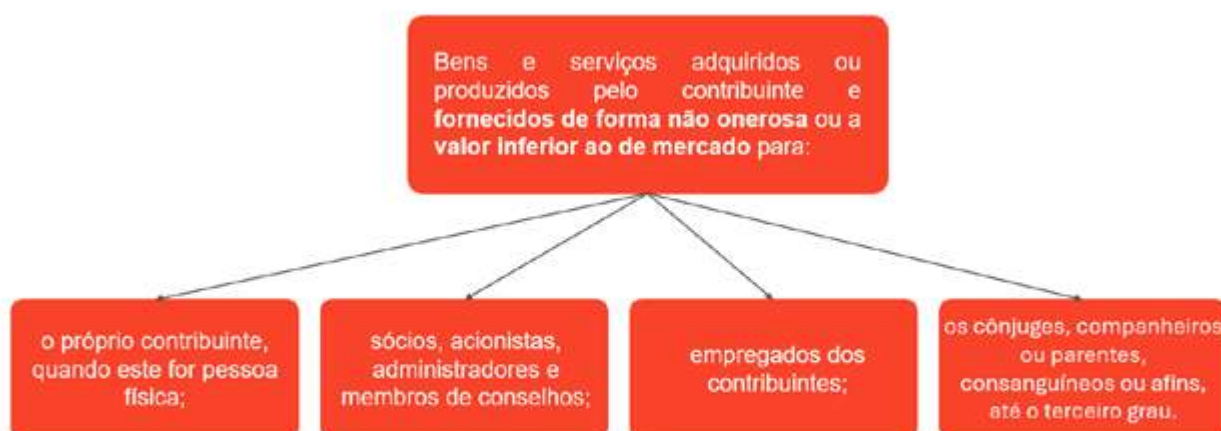 Bens e serviços adquiridos ou
produzidos pelo contribuinte e
fornecidos de forma não onerosa ou a
valor inferior ao de mercado para:
o próprio contribuinte,
quando este for pessoa
física;
sócios, acionistas,
administradores e
membros de conselhos;
empregados dos
contribuintes;
os cônjuges, companheiros
ou parentes,
consanguíneos ou afins,
até o terceiro grau.